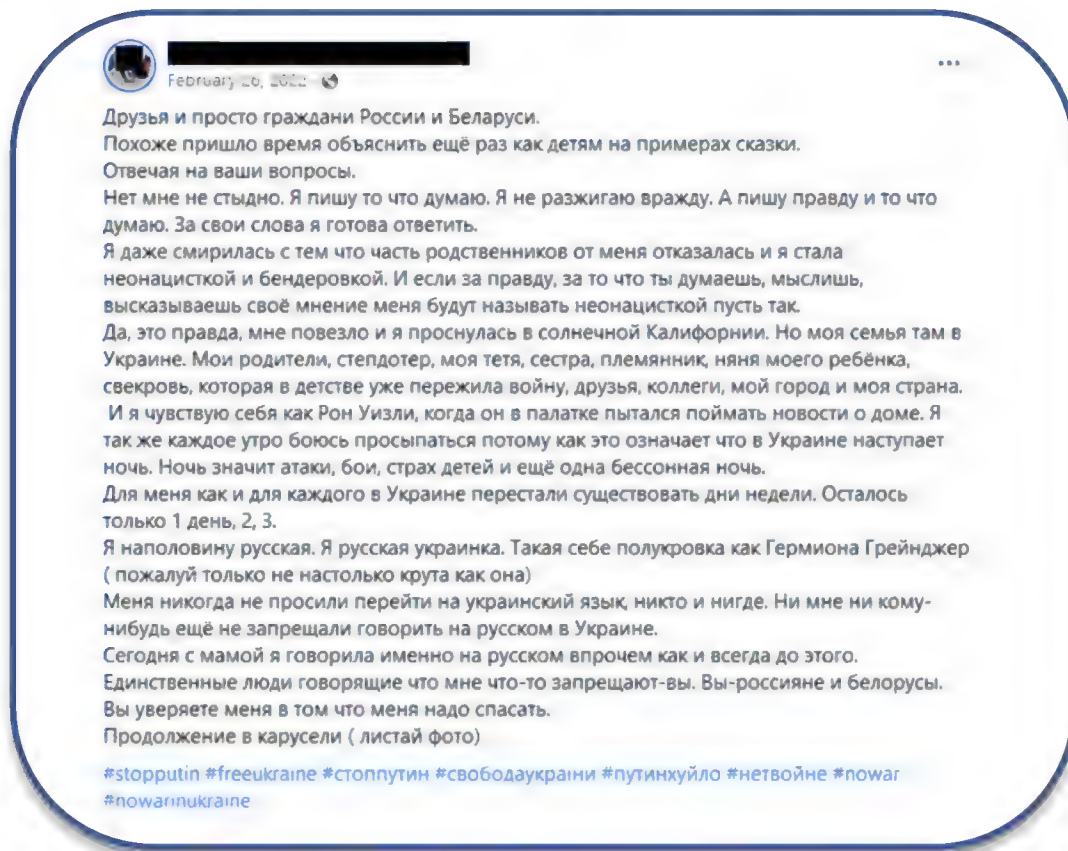 February 26, 2022
Друзья и просто граждани России и Беларуси.
Похоже пришло время объяснить ещё раз как детям на примерах сказки.
Отвечая на ваши вопросы.
Нет мне не стыдно. Я пишу то что думаю. Я не разжигаю вражду. А пишу правду и то что
думаю. За свои слова я готова ответить.
Я даже смирилась с тем что часть родственников от меня отказалась и я стала
неонацисткой и бендеровкой. И если за правду, за то что ты думаешь, мыслишь,
высказываешь своё мнение меня будут называть неонацисткой пусть так.
Да, это правда, мне повезло и я проснулась в солнечной Калифорнии. Но моя семья там в
Украине. Мои родители, степдотер, моя тетя, сестра, племянник, няня моего ребёнка,
свекровь, которая в детстве уже пережила войну, друзья, коллеги, мой город и моя страна.
И я чувствую себя как Рон Уизли, когда он в палатке пытался поймать новости о доме. Я
так же каждое утро боюсь просыпаться потому как это означает что в Украине наступает
ночь. Ночь значит атаки, бои, страх детей и ещё одна бессонная ночь.
Для меня как и для каждого в Украине перестали существовать дни недели. Осталось
только 1 день, 2, 3.
Я наполовину русская. Я русская украинка. Такая себе полукровка как Гермиона Грейнджер
( пожалуй только не настолько крута как она)
Меня никогда не просили перейти на украинский язык, никто и нигде. Ни мне ни кому-
нибудь ещё не запрещали говорить на русском в Украине.
Сегодня с мамой я говорила именно на русском впрочем как и всегда до этого.
Единственные люди говорящие что мне что-то запрещают-вы. Вы-россияне и белорусы.
Вы уверяете меня в том что меня надо спасать.
Продолжение в карусели ( листай фото)
#stopputin #freeukraine #стоппутин #свободаукраїни #путинхуйло #нетвойне #nowar
#nowarinukraine